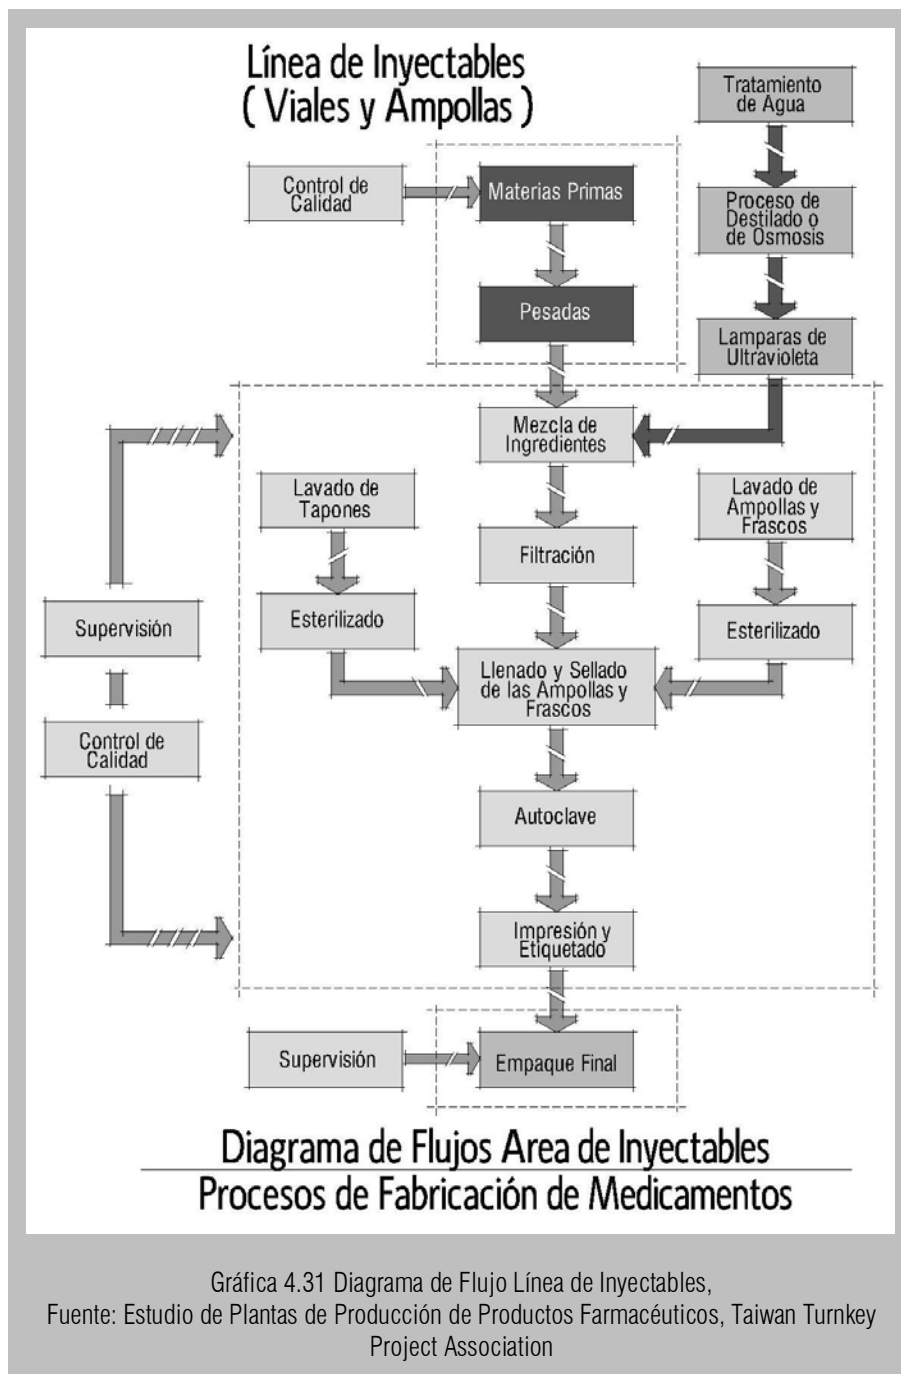 Línea de Inyectables
( Viales y Ampollas )
Tratamiento
de Agua
Control de
Calidad
Materias Primas
Proceso de
Destilado o
de Osmosis
Pesadas
Lamparas de
Ultravioleta
Mezcla de
Ingredientes
Lavado de
Tapones
Lavado de
Ampollas y
Frascos
Filtración
Supervisión
Esterilizado
Esterilizado
Llenado y Sellado
de las Ampollas y
Frascos
Control de
Calidad
Autoclave
Impresión y
Etiquetado
Supervisión
Empaque Final
Diagrama de Flujos Area de Inyectables
Procesos de Fabricación de Medicamentos
Gráfica 4.31 Diagrama de Flujo Línea de Inyectables,
Fuente: Estudio de Plantas de Producción de Productos Farmacéuticos, Taiwan Turnkey
Project Association